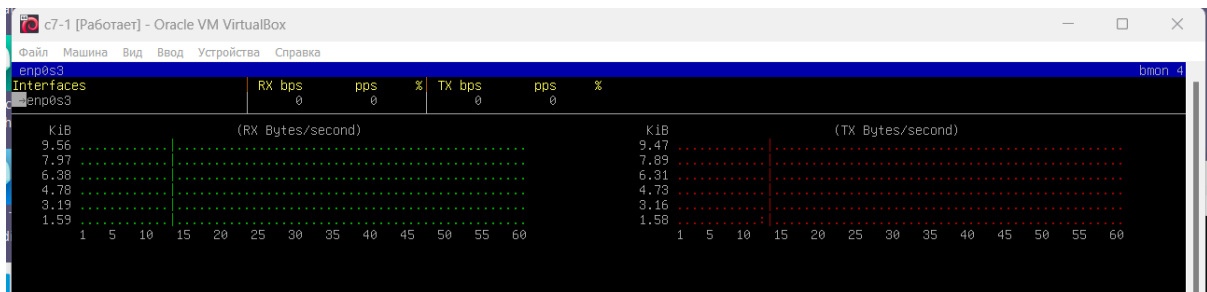 c7-1 [Работает] - Oracle VM VirtualBox
Файл Машина Вид Ввод Устройства Справка
enp0s3 bmon 4
Interfaces RX bps pps % TX bps pps %
→enp0s3 0 0 0 0
KiB (RX Bytes/second) KiB (TX Bytes/second)
9.56 9.47
7.97 7.89
6.38 6.31
4.78 4.73
3.19 3.16
1.59 1.58
1 5 10 15 20 25 30 35 40 45 50 55 60 1 5 10 15 20 25 30 35 40 45 50 55 60